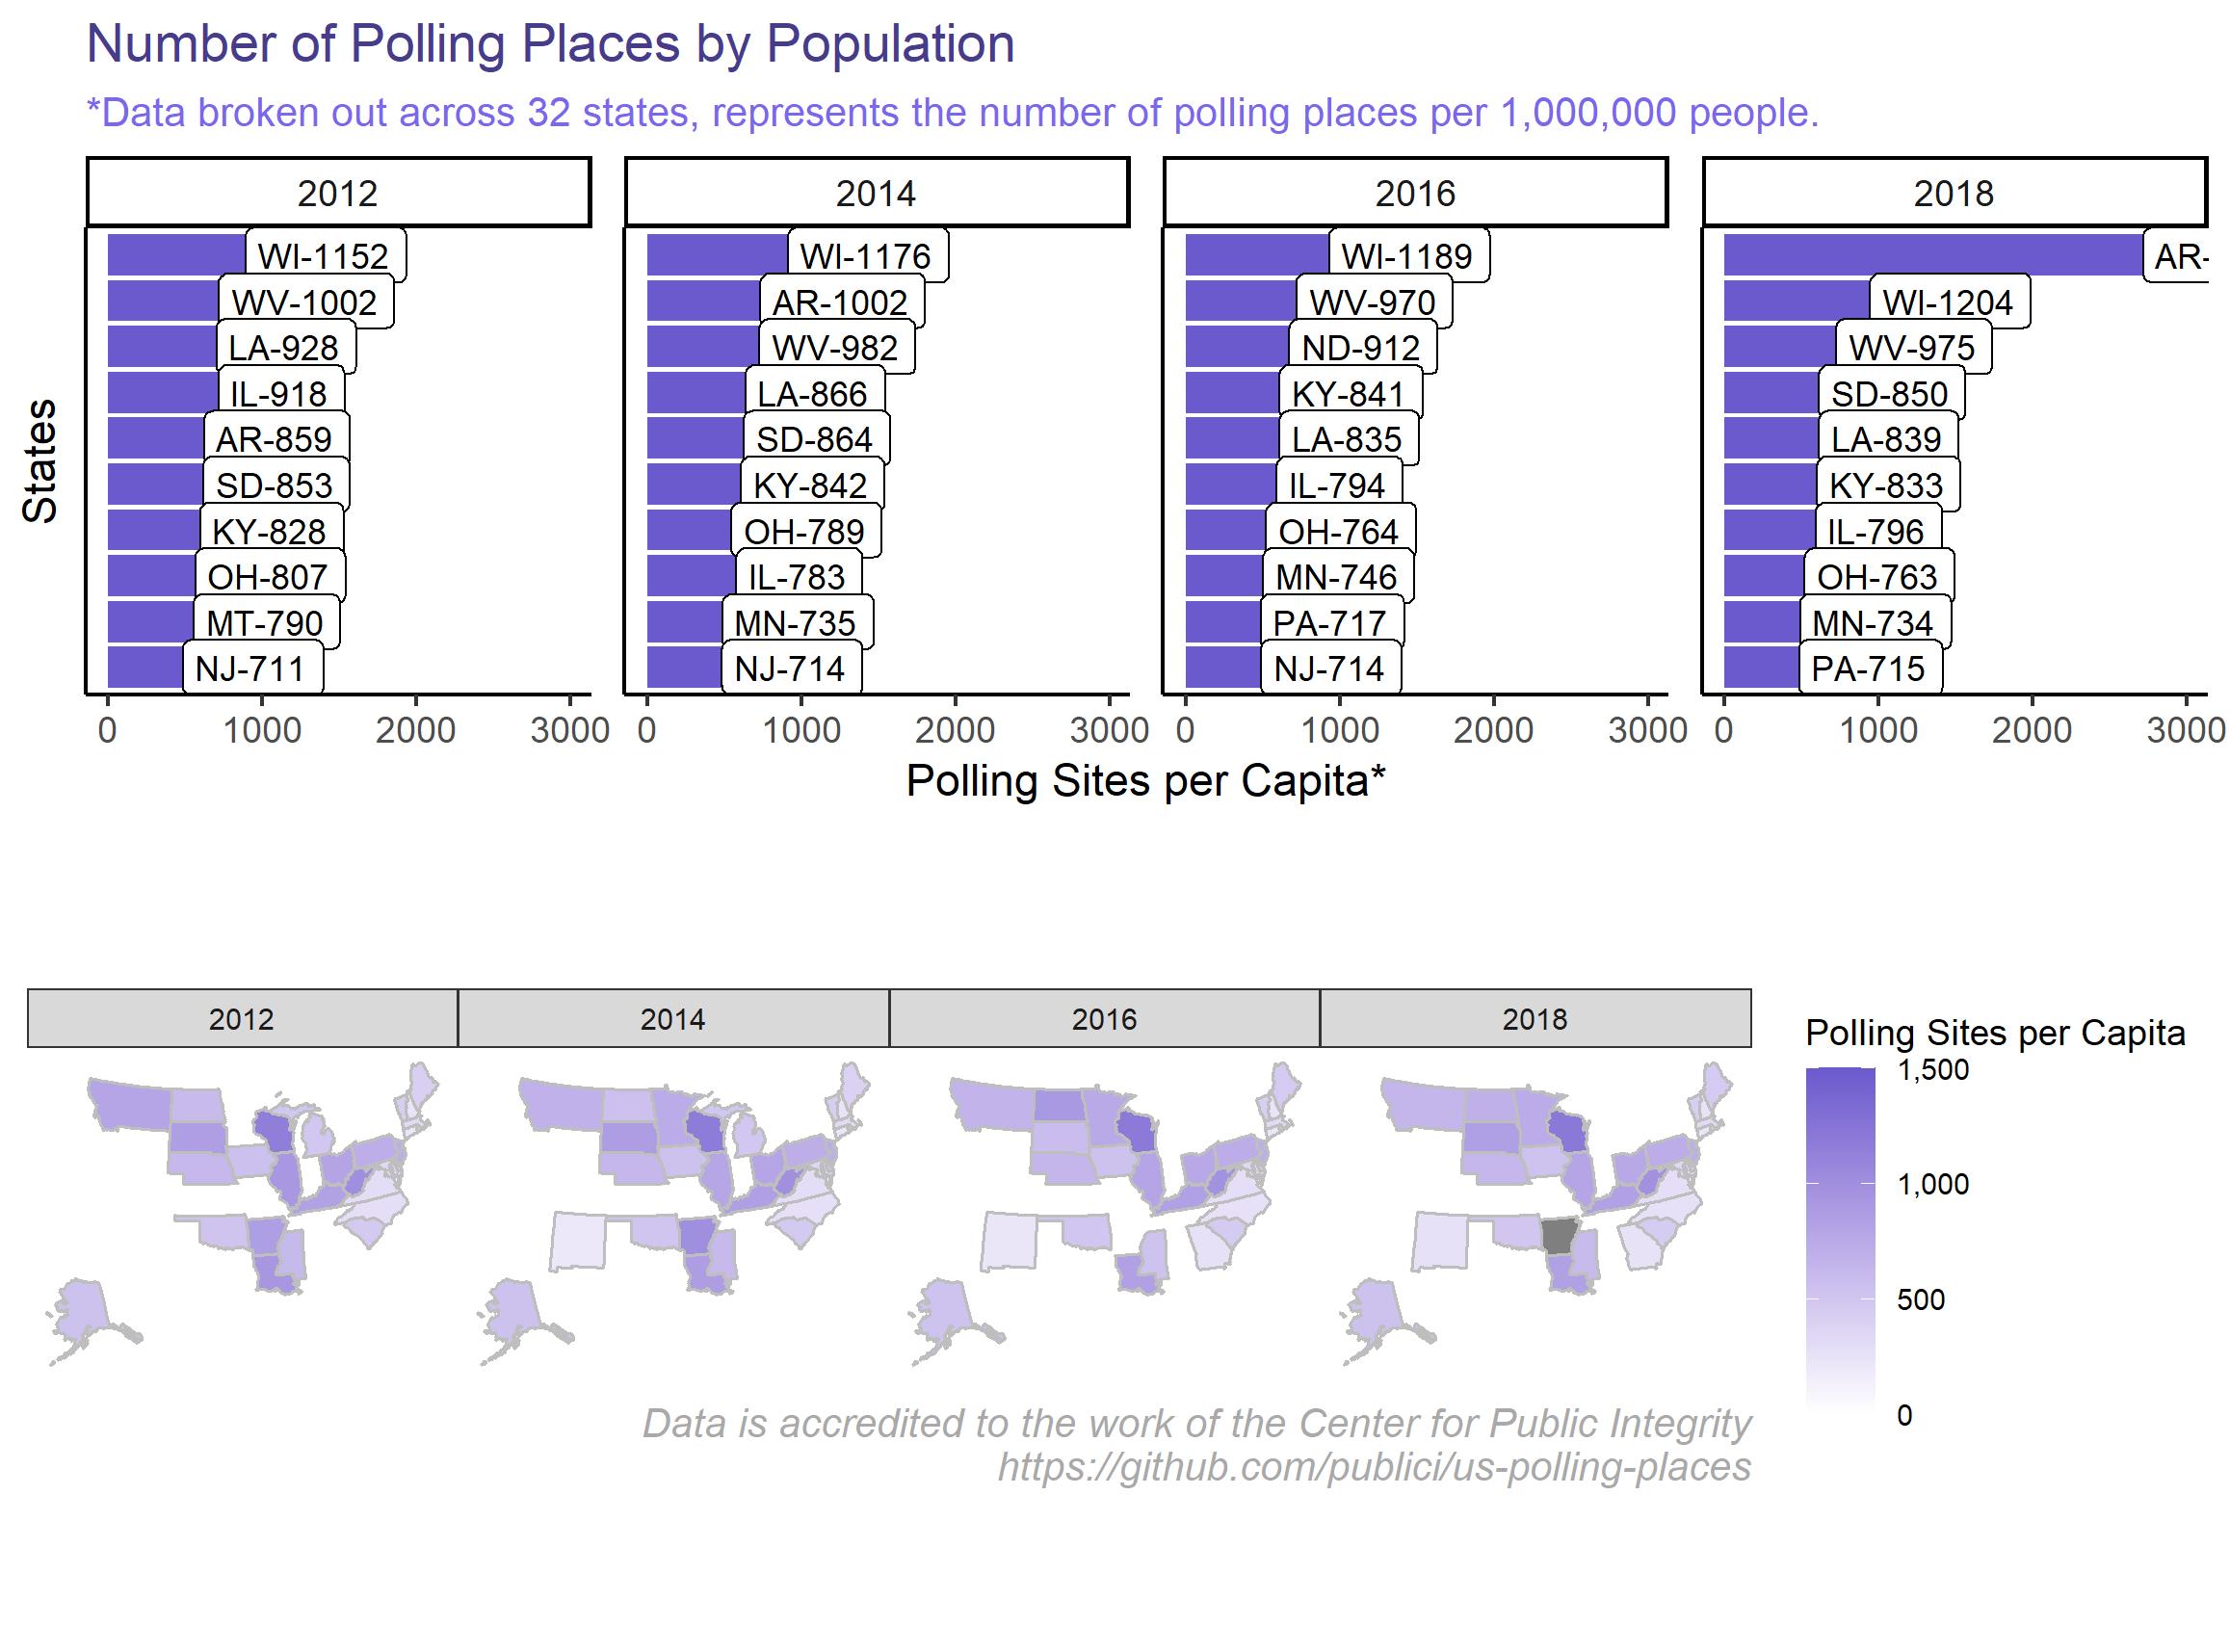 Number of Polling Places by Population
*Data broken out across 32 states, represents the number of polling places per 1,000,000 people.
2012
WI-1152
WV-1002
LA-928
IL-918
AR-859
SD-853
KY-828
OH-807
MT-790
NJ-711
0 1000 2000 3000
2014
WI-1176
AR-1002
WV-982
LA-866
SD-864
KY-842
OH-789
IL-783
MN-735
NJ-714
0 1000 2000 3000
2016
WI-1189
WV-970
ND-912
KY-841
LA-835
IL-794
OH-764
MN-746
PA-717
NJ-714
0 1000 2000 3000
2018
AR-
WI-1204
WV-975
SD-850
LA-839
KY-833
IL-796
OH-763
MN-734
PA-715
0 1000 2000 3000
States
Polling Sites per Capita*
2012 2014 2016 2018
Polling Sites per Capita
1,500
1,000
500
0
Data is accredited to the work of the Center for Public Integrity
https://github.com/publici/us-polling-places